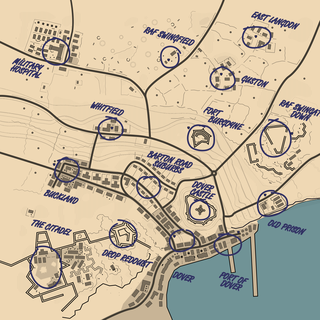 EAST LANGDON
RAF SWINGFIELD
MILITARY
HOSPITAL
GUSTON
WHITFIELD
FORT
BURGOYNE
RAF SWINGATE
DOWN
BARTON ROAD
SUBURBS
DOVER
CASTLE
BUCKLAND
THE CITADEL
OLD PRISON
DROP REDOUBT
DOVER
PORT OF
DOVER